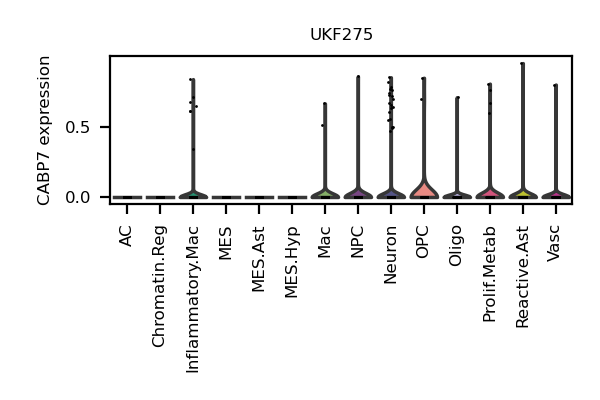 UKF275
CABP7 expression
0.5
0.0
AC
Chromatin.Reg
Inflammatory.Mac
MES
MES.Ast
MES.Hyp
Mac
NPC
Neuron
OPC
Oligo
Prolif.Metab
Reactive.Ast
Vasc